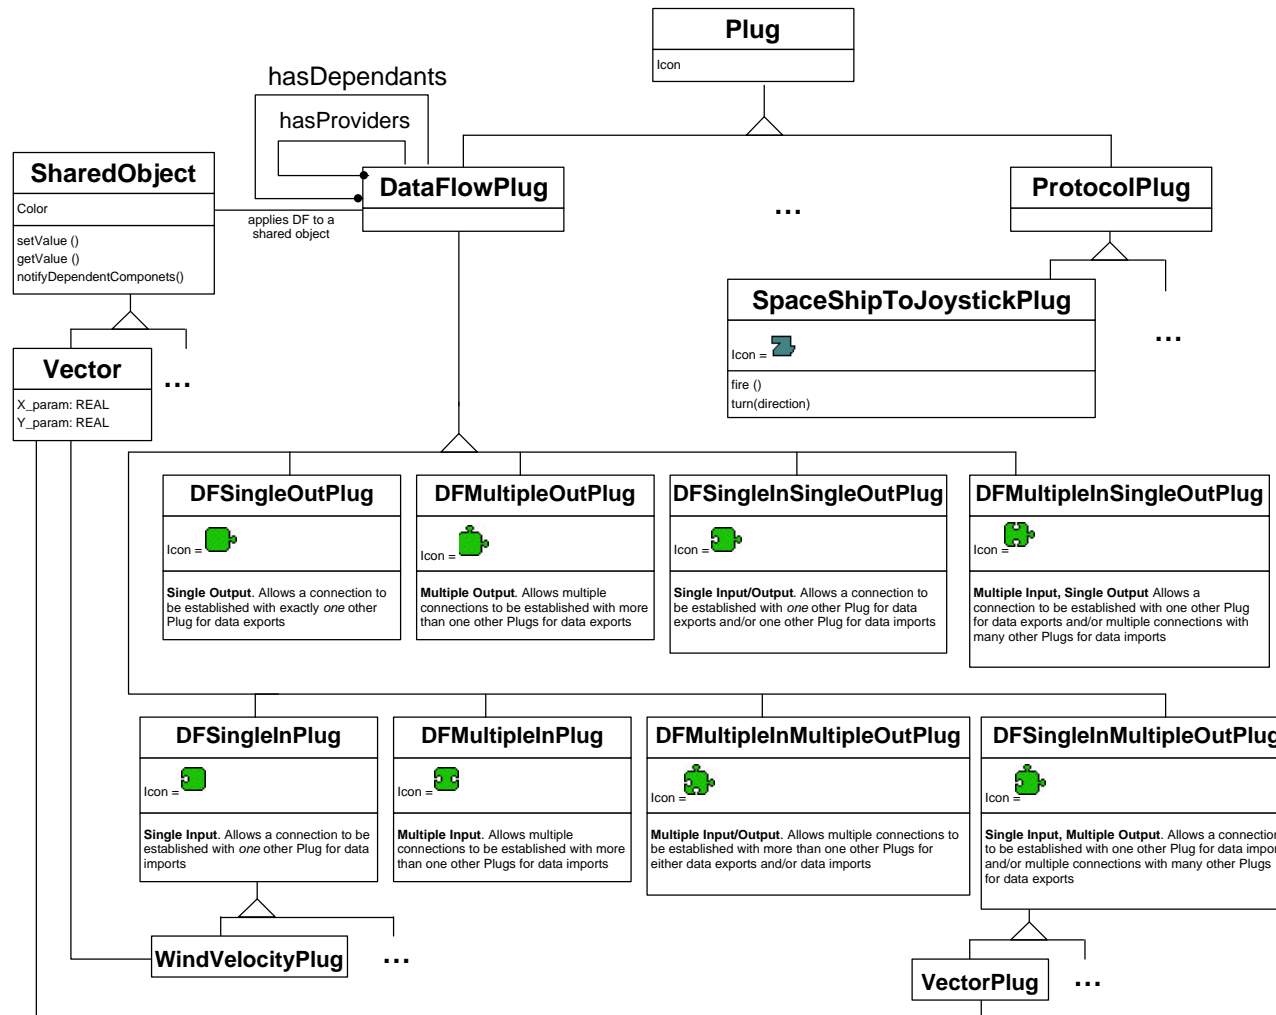 Plug
Icon
hasDependants
hasProviders
SharedObject
Color
setValue ()
getValue ()
notifyDependentComponets()
applies DF to a
shared object
DataFlowPlug
...
ProtocolPlug
SpaceShipToJoystickPlug
Icon =
fire ()
turn(direction)
...
Vector
X_param: REAL
Y_param: REAL
...
DFSingleOutPlug
Icon =
Single Output. Allows a connection to
be established with exactly one other
Plug for data exports
DFMultipleOutPlug
Icon =
Multiple Output. Allows multiple
connections to be established with more
than one other Plugs for data exports
DFSingleInSingleOutPlug
Icon =
Single Input/Output. Allows a connection to
be established with one other Plug for data
exports and/or one other Plug for data imports
DFMultipleInSingleOutPlug
Icon =
Multiple Input, Single Output Allows a
connection to be established with one other Plug
for data exports and/or multiple connections with
many other Plugs for data imports
DFSingleInPlug
Icon =
Single Input. Allows a connection to be
established with one other Plug for data
imports
DFMultipleInPlug
Icon =
Multiple Input. Allows multiple
connections to be established with more
than one other Plugs for data imports
DFMultipleInMultipleOutPlug
Icon =
Multiple Input/Output. Allows multiple connections to
be established with more than one other Plugs for
either data exports and/or data imports
DFSingleInMultipleOutPlug
Icon =
Single Input, Multiple Output. Allows a connection
to be established with one other Plug for data impor
and/or multiple connections with many other Plugs
for data exports
WindVelocityPlug
...
VectorPlug
...